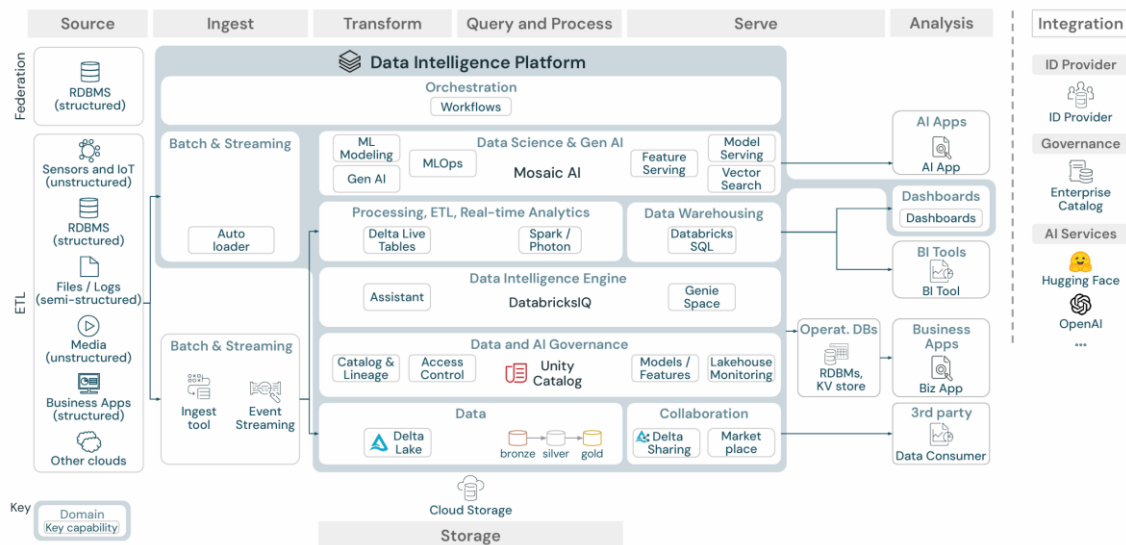 Source
Ingest
Transform
Query and Process
Serve
Analysis
Integration
Federation
RDBMS
(structured)
ETL
Sensors and IoT
(unstructured)
RDBMS
(structured)
Files / Logs
(semi-structured)
Media
(unstructured)
Business Apps
(structured)
Other clouds
Data Intelligence Platform
Orchestration
Workflows
Batch & Streaming
Auto
loader
Batch & Streaming
Ingest
tool
Event
Streaming
Data Science & Gen AI
ML
Modeling
Gen AI
MLOps
Mosaic AI
Feature
Serving
Model
Serving
Vector
Search
Processing, ETL, Real-time Analytics
Delta Live
Tables
Spark /
Photon
Data Warehousing
Databricks
SQL
Data Intelligence Engine
Assistant
DatabricksIQ
Genie
Space
Data and AI Governance
Catalog &
Lineage
Access
Control
Unity
Catalog
Models /
Features
Lakehouse
Monitoring
Data
Delta
Lake
bronze
silver
gold
Collaboration
Delta
Sharing
Market
place
Operat. DBs
RDBMs,
KV store
AI Apps
AI App
Dashboards
Dashboards
BI Tools
BI Tool
Business
Apps
Biz App
3rd party
Data Consumer
ID Provider
ID Provider
Governance
Enterprise
Catalog
AI Services
Hugging Face
OpenAI
...
Cloud Storage
Storage
Key
Domain
Key capability